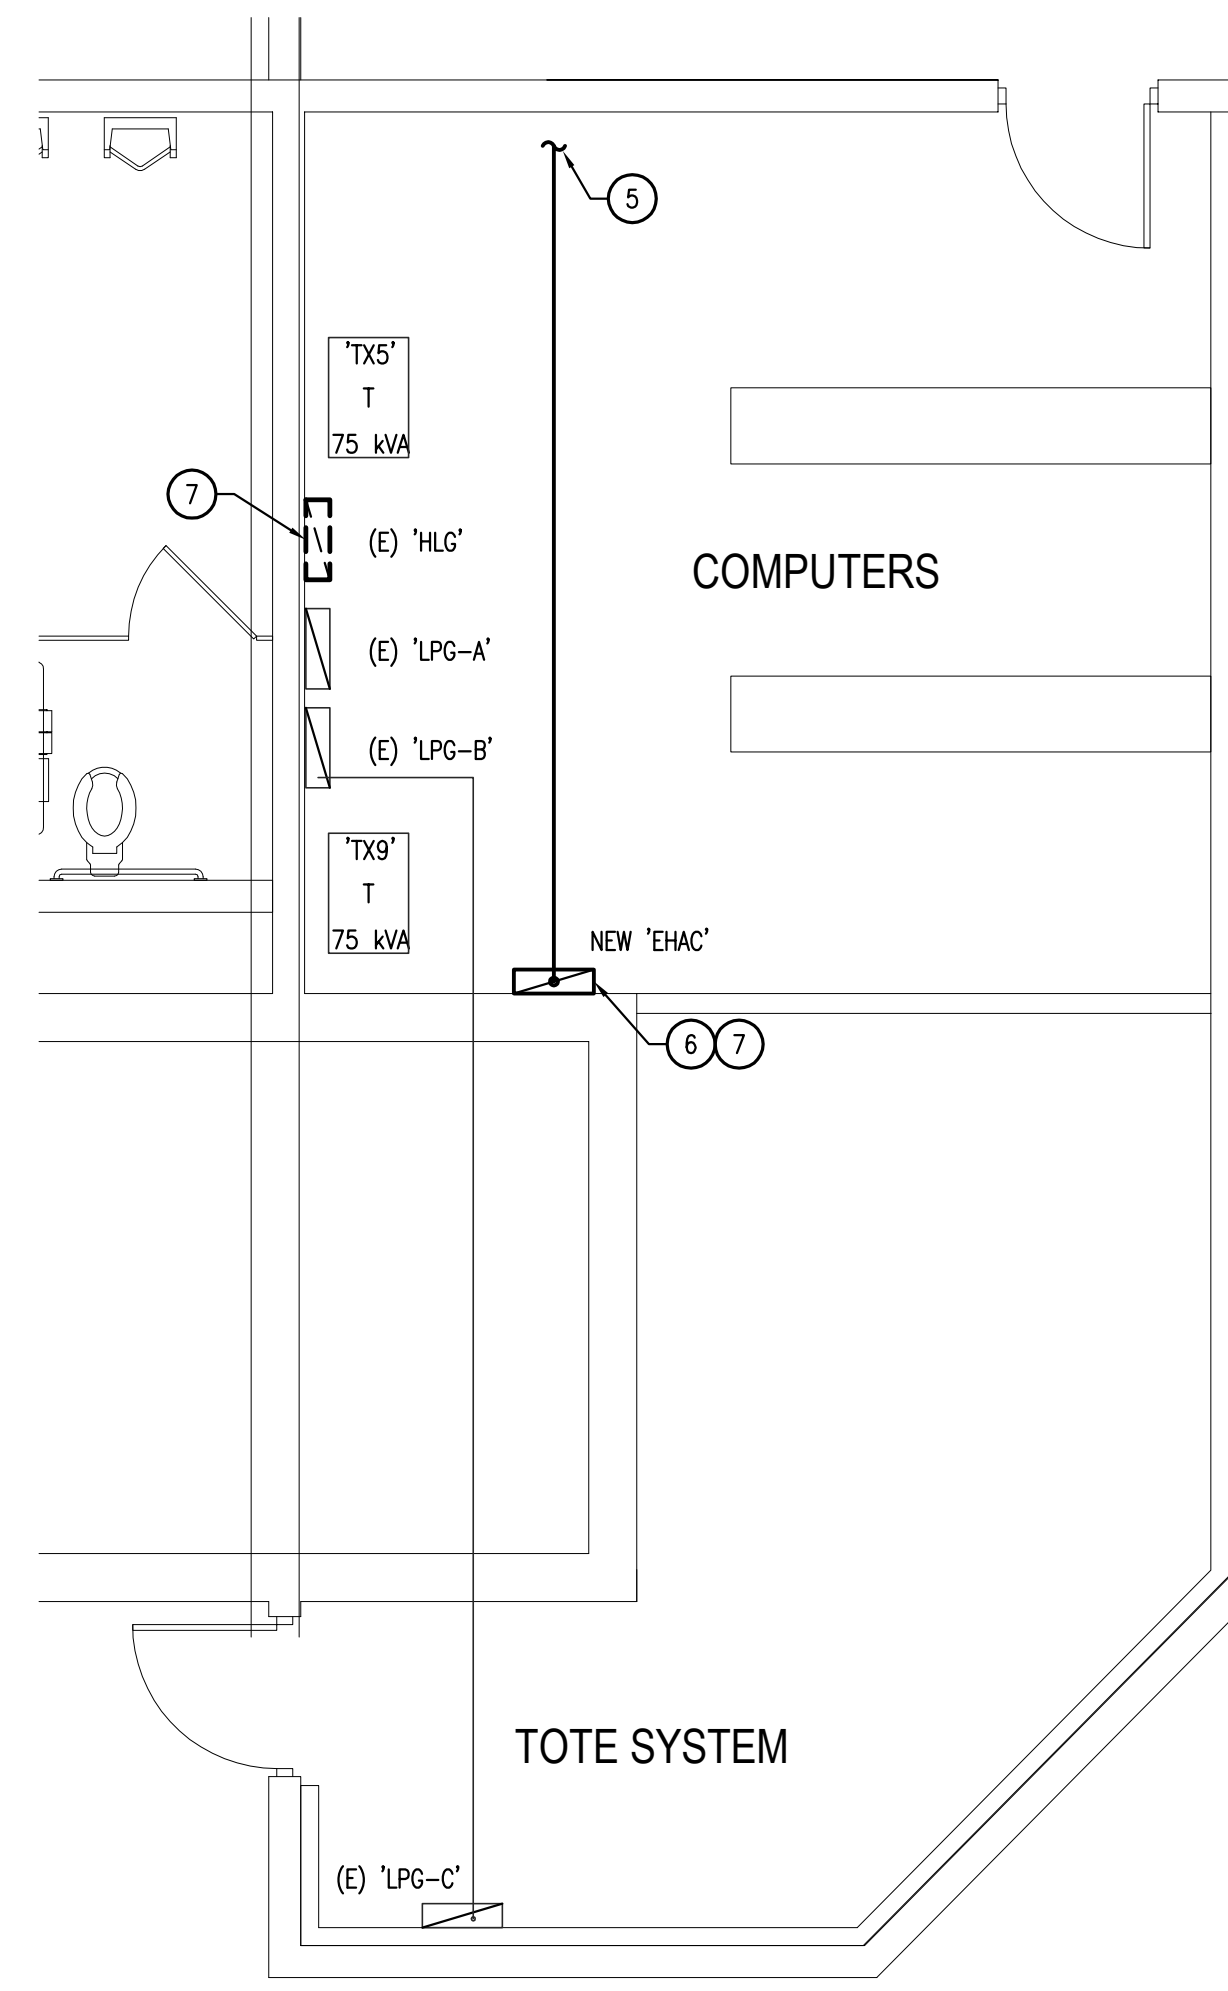 5
'TX5'
T
75 kVA
7
(E) 'HLG'
COMPUTERS
(E) 'LPG-A'
(E) 'LPG-B'
'TX9'
T
75 kVA
NEW 'EHAC'
6 7
TOTE SYSTEM
(E) 'LPG-C'